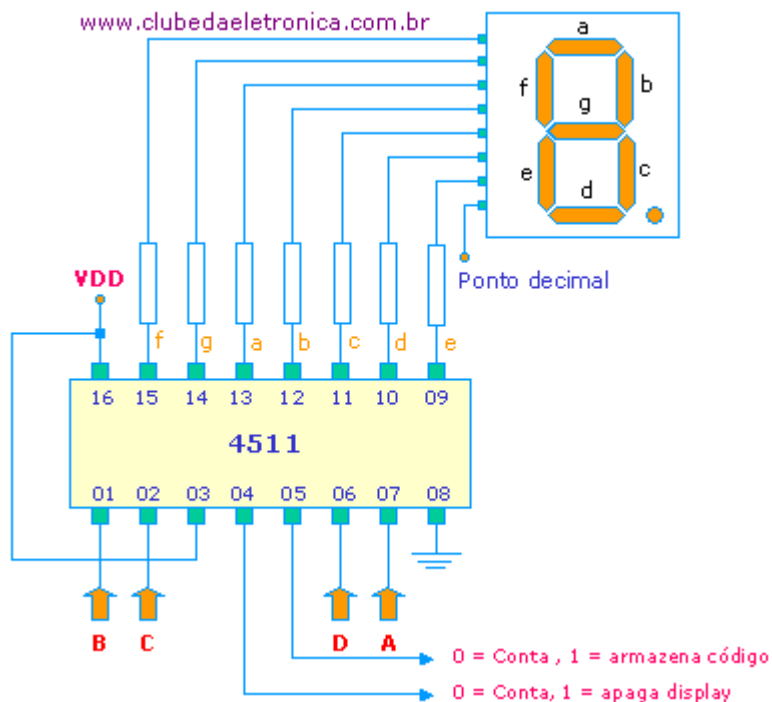 www.clubedaeletronica.com.br
a
f
b
g
e
c
d
VDD
Ponto decimal
f g a b c d e
16 15 14 13 12 11 10 09
4511
01 02 03 04 05 06 07 08
B C D A
0 = Conta , 1 = armazena código
0 = Conta, 1 = apaga display